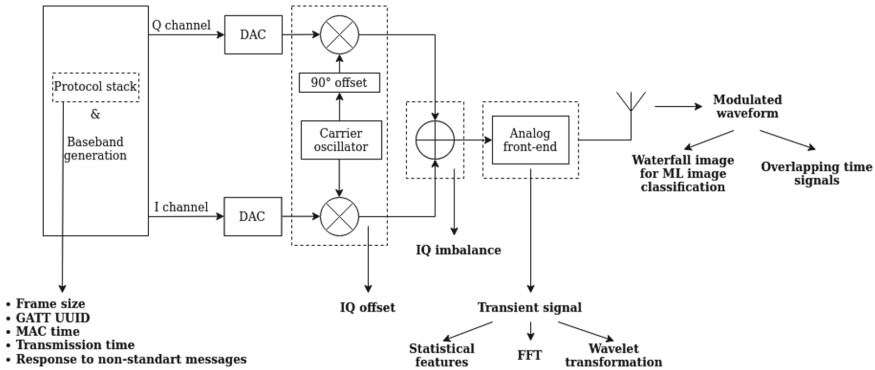 Q channel
DAC
Protocol stack
&
Baseband
generation
90° offset
Carrier
oscillator
I channel
DAC
Analog
front-end
Modulated
waveform
Waterfall image
for ML image
classification
Overlapping time
signals
IQ imbalance
IQ offset
Transient signal
Statistical
features
FFT
Wavelet
transformation
• Frame size
• GATT UUID
• MAC time
• Transmission time
• Response to non-standart messages